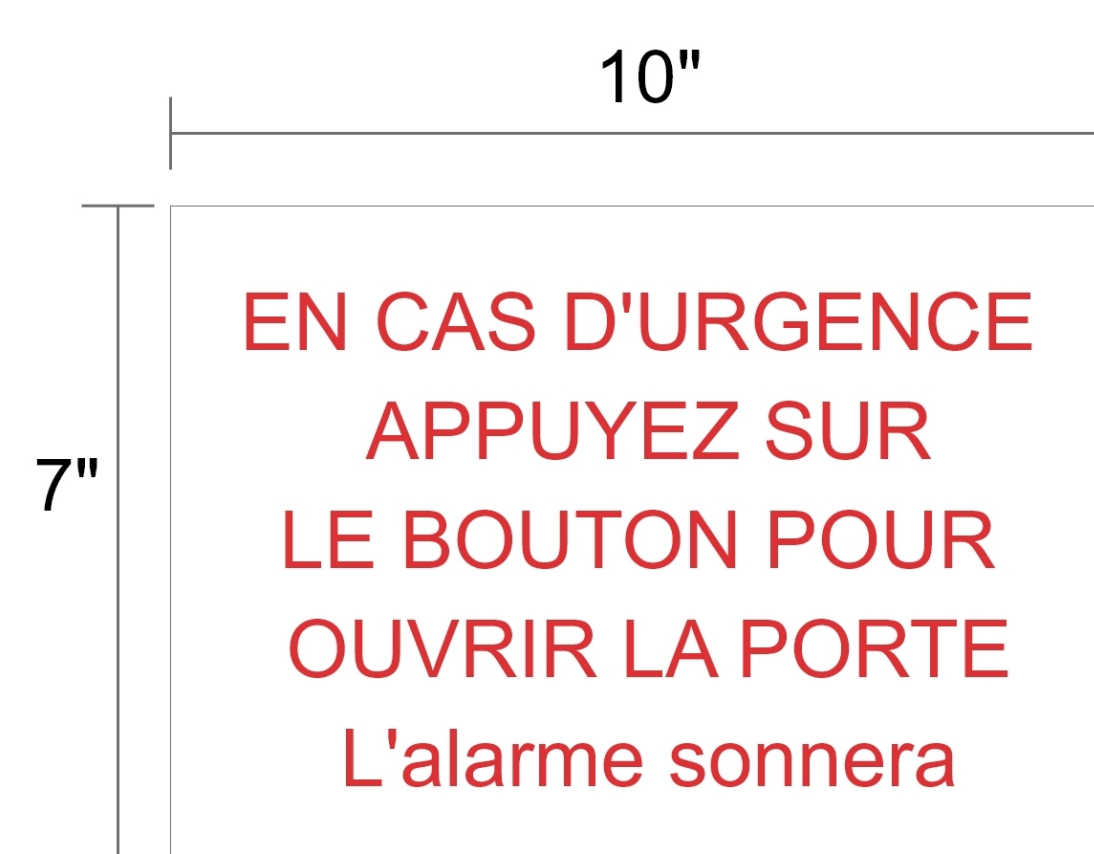 10"
7"
EN CAS D'URGENCE
APPUYEZ SUR
LE BOUTON POUR
OUVRIR LA PORTE
L'alarme sonnera